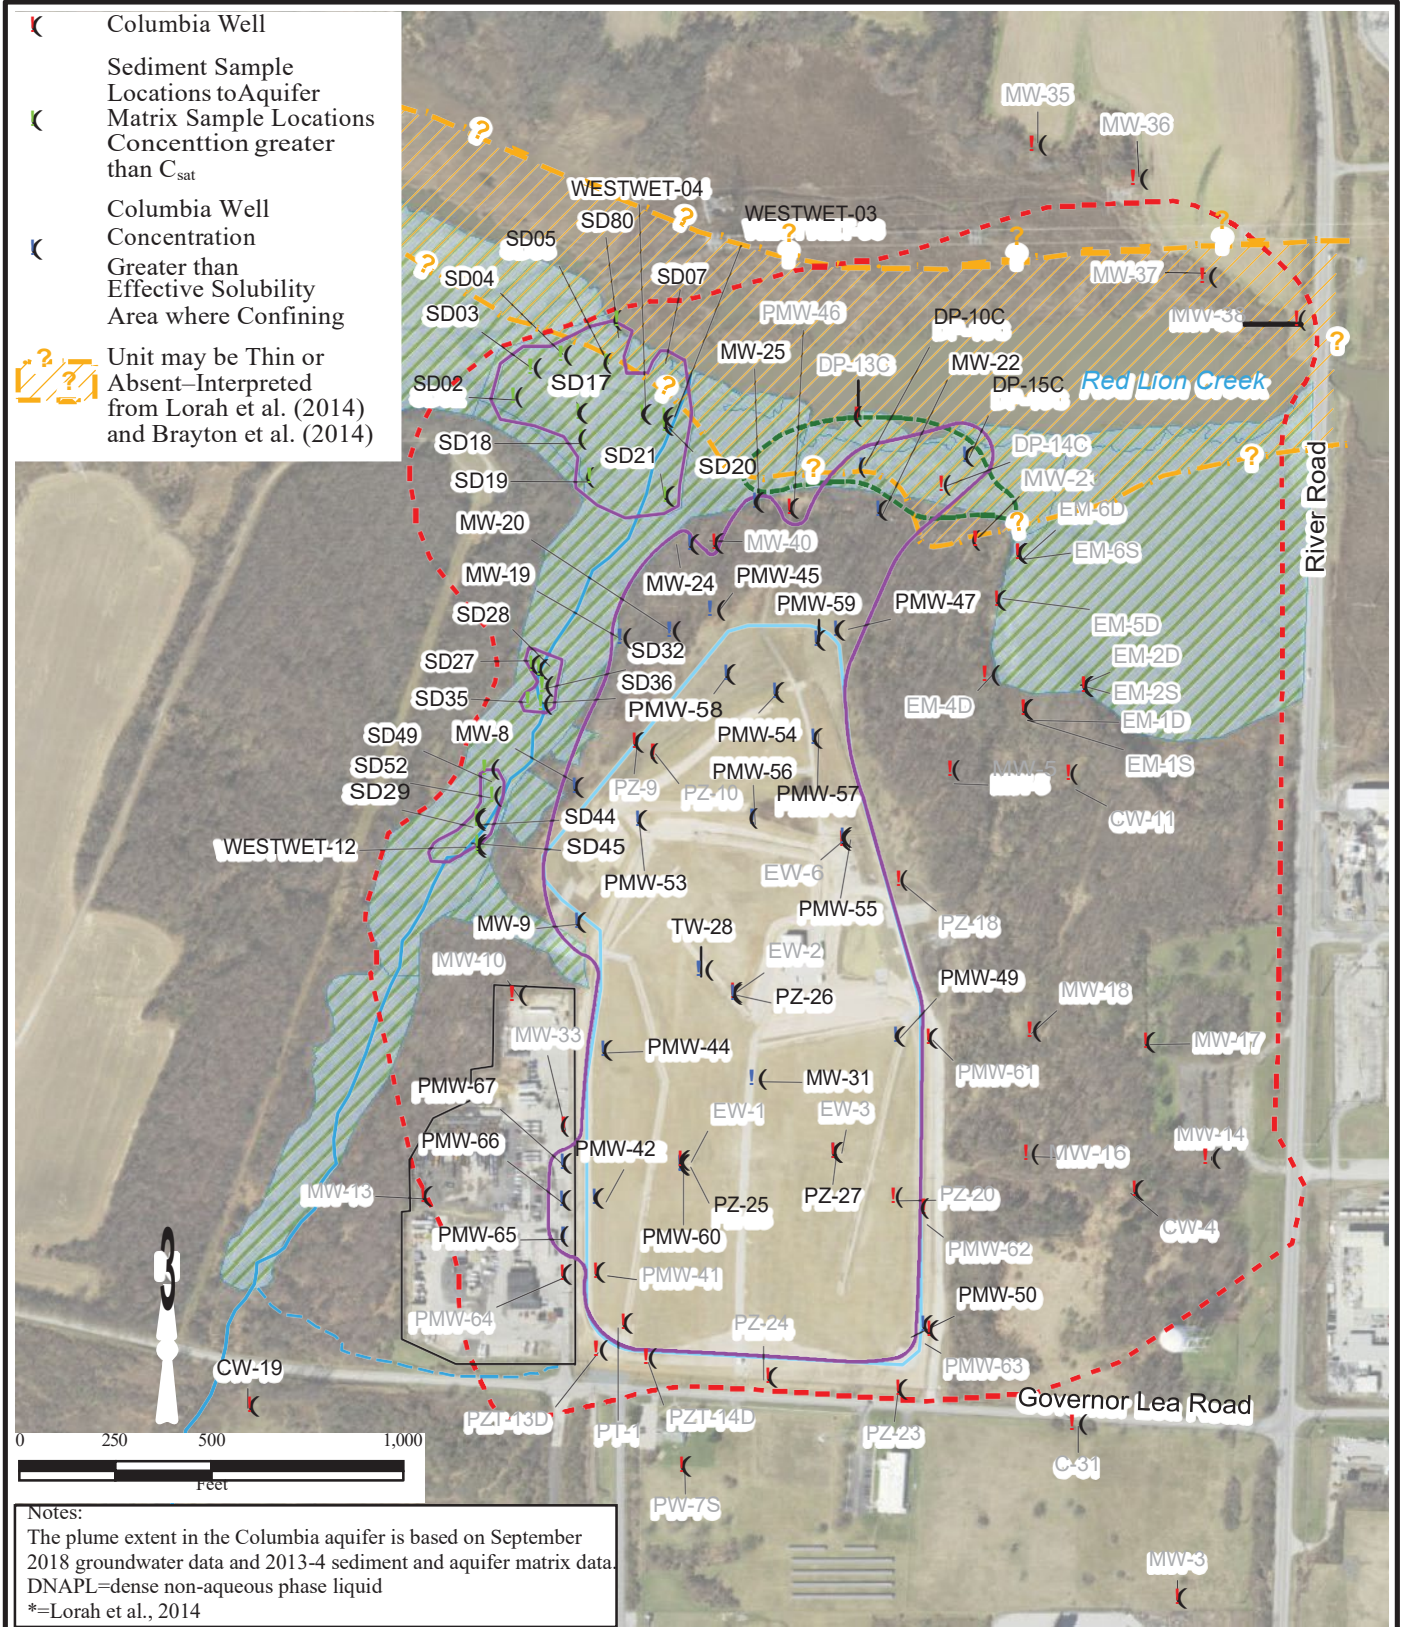 Columbia Well
Sediment Sample
Locations toAquifer
Matrix Sample Locations
Concenttion greater
than Csat
Columbia Well
Concentration
Greater than
Effective Solubility
Area where Confining
Unit may be Thin or
Absent–Interpreted
from Lorah et al. (2014)
and Brayton et al. (2014)
MW-35
MW-36
WESTWET-04
WESTWET-03
SD80
SD05
SD04
SD07
SD03
MW-37
PMW-46
DP-10C
MW-38
MW-25
DP-13C
MW-22
SD02
SD17
DP-15C
Red Lion Creek
SD18
SD21
SD20
DP-14C
SD19
MW-23
MW-20
EM-6D
River Road
MW-40
EM-6S
MW-19
MW-24
PMW-45
PMW-59
PMW-47
SD28
EM-5D
SD27
SD32
EM-2D
SD35
SD36
EM-4D
EM-2S
PMW-58
EM-1D
SD49
MW-8
PMW-54
EM-1S
SD52
PMW-56
MW-5
SD29
PZ-9
PZ-10
PMW-57
SD44
CW-11
WESTWET-12
SD45
EW-6
PMW-53
PMW-55
MW-9
TW-28
PZ-18
MW-10
EW-2
PZ-26
PMW-49
MW-18
MW-33
PMW-44
MW-17
PMW-67
MW-31
PMW-61
EW-1
EW-3
PMW-66
PMW-42
MW-14
MW-16
MW-13
PZ-25
PZ-27
PZ-20
CW-4
PMW-65
PMW-60
PMW-62
PMW-41
PMW-64
PZ-24
PMW-50
CW-19
PMW-63
Governor Lea Road
PZT-13D
PT-1
PZT-14D
PZ-23
C-31
PW-7S
MW-3
3
0 250 500 1,000
Feet
Notes:
The plume extent in the Columbia aquifer is based on September
2018 groundwater data and 2013-4 sediment and aquifer matrix data.
DNAPL=dense non-aqueous phase liquid
*=Lorah et al., 2014